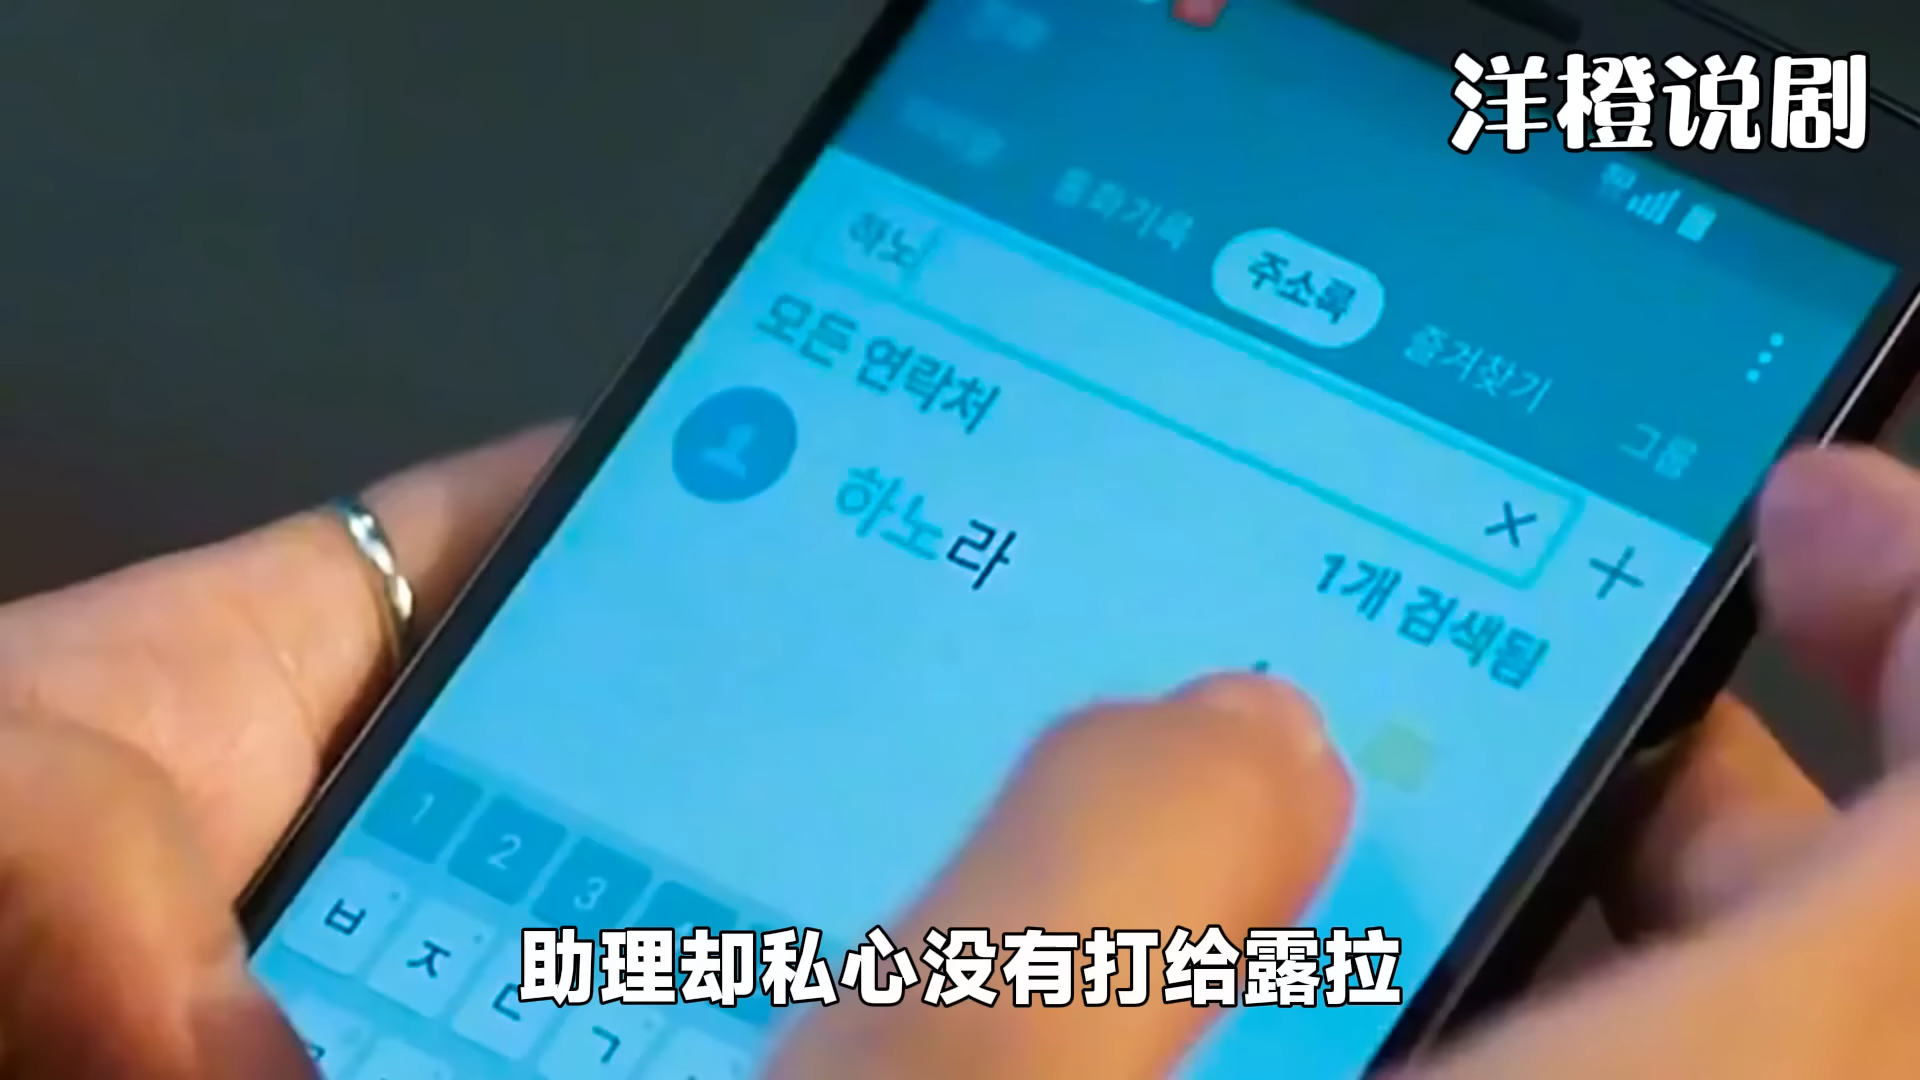 洋橙说剧
통화기록
주소록
즐겨찾기
그룹
하노
모든 연락처
1개 검색됨
하노라
1
2
3
ㅂ
ㅈ
ㄷ
ㄱ
助理却私心没有打给露拉